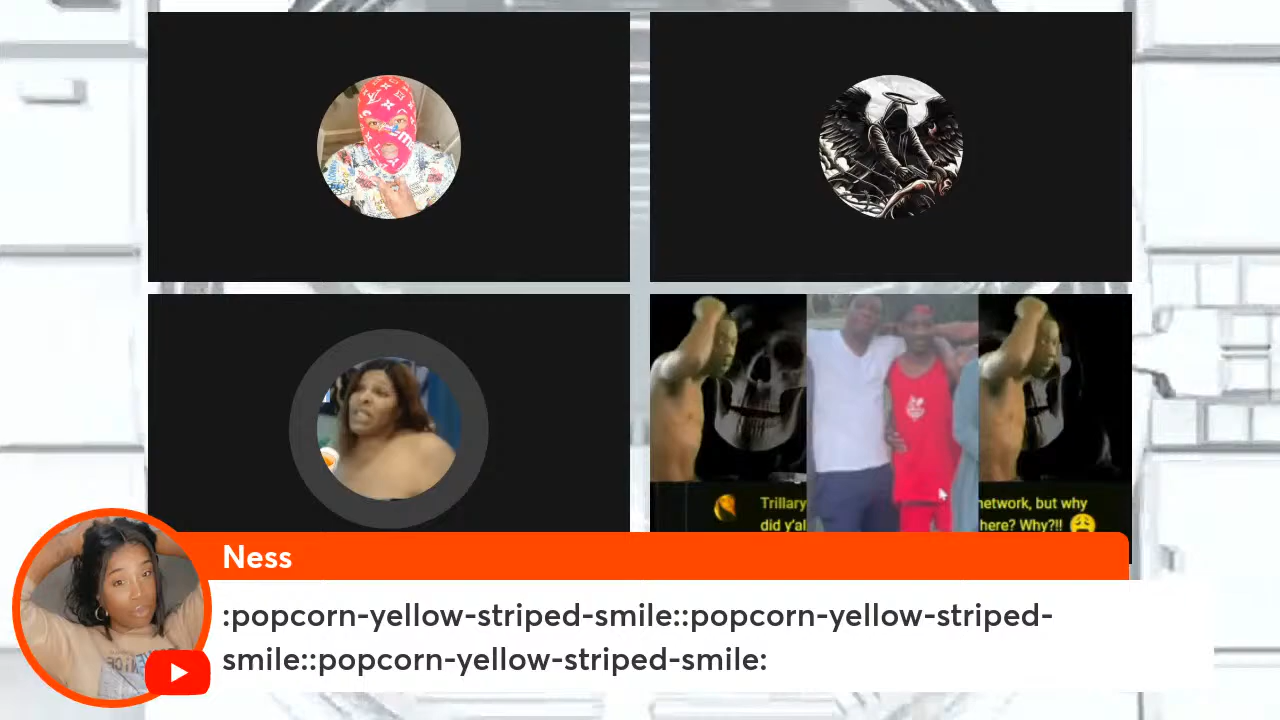 Trillary
network, but why
did y'al
here? Why?!! 😩
Ness
:popcorn-yellow-striped-smile::popcorn-yellow-striped-
smile::popcorn-yellow-striped-smile: